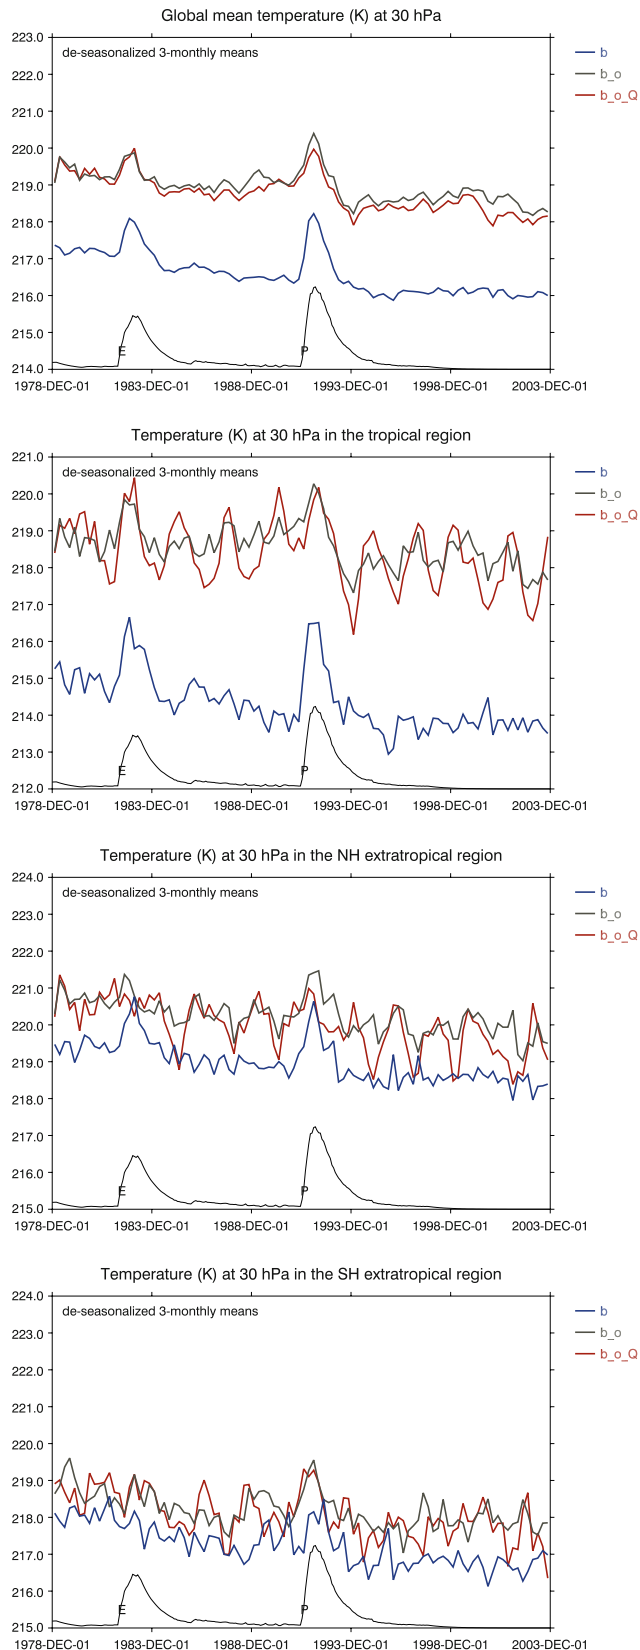 Global mean temperature (K) at 30 hPa
223.0
de-seasonalized 3-monthly means
b
222.0
b_o
b_o_Q
221.0
220.0
219.0
218.0
217.0
216.0
215.0
E
P
214.0
1978-DEC-01 1983-DEC-01 1988-DEC-01 1993-DEC-01 1998-DEC-01 2003-DEC-01
Temperature (K) at 30 hPa in the tropical region
221.0
de-seasonalized 3-monthly means
b
220.0
b_o
b_o_Q
219.0
218.0
217.0
216.0
215.0
214.0
213.0
E
P
212.0
1978-DEC-01 1983-DEC-01 1988-DEC-01 1993-DEC-01 1998-DEC-01 2003-DEC-01
Temperature (K) at 30 hPa in the NH extratropical region
224.0
de-seasonalized 3-monthly means
b
223.0
b_o
b_o_Q
222.0
221.0
220.0
219.0
218.0
217.0
216.0
E
P
215.0
1978-DEC-01 1983-DEC-01 1988-DEC-01 1993-DEC-01 1998-DEC-01 2003-DEC-01
Temperature (K) at 30 hPa in the SH extratropical region
224.0
de-seasonalized 3-monthly means
b
223.0
b_o
b_o_Q
222.0
221.0
220.0
219.0
218.0
217.0
216.0
E
P
215.0
1978-DEC-01 1983-DEC-01 1988-DEC-01 1993-DEC-01 1998-DEC-01 2003-DEC-01